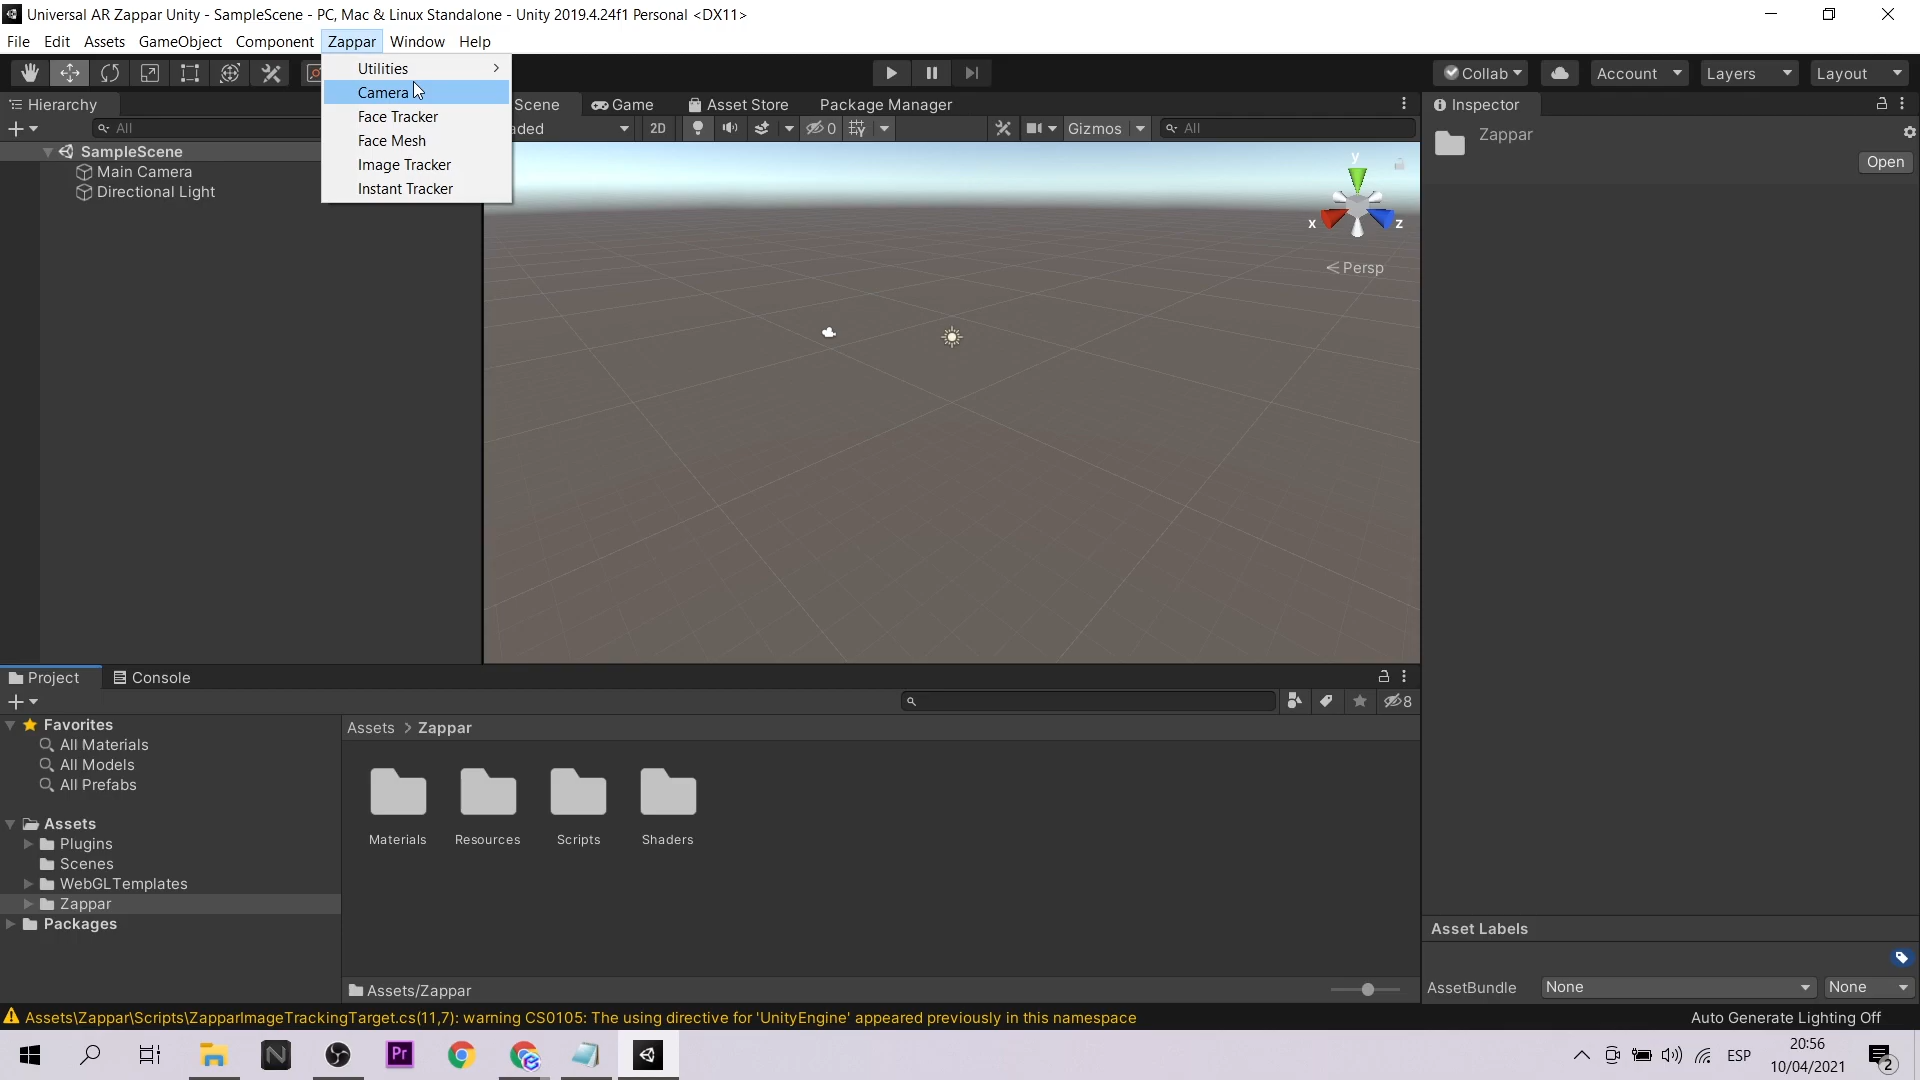 Universal AR Zappar Unity - SampleScene - PC, Mac & Linux Standalone - Unity 2019.4.24f1 Personal <DX11>
File Edit Assets GameObject Component Zappar Window Help
Utilities
Camera
Face Tracker
Face Mesh
Image Tracker
Instant Tracker
Collab Account Layers Layout
Hierarchy
All
SampleScene
Main Camera
Directional Light
Scene Game Asset Store Package Manager
aded 2D 0 Gizmos All
y
x z
Persp
Inspector
Zappar
Open
Project Console
8
Favorites
All Materials
All Models
All Prefabs
Assets
Plugins
Scenes
WebGLTemplates
Zappar
Packages
Assets > Zappar
Materials Resources Scripts Shaders
Assets/Zappar
Asset Labels
AssetBundle None None
Assets\Zappar\Scripts\ZapparImageTrackingTarget.cs(11,7): warning CS0105: The using directive for 'UnityEngine' appeared previously in this namespace
Auto Generate Lighting Off
N Pr ESP
20:56
10/04/2021
2